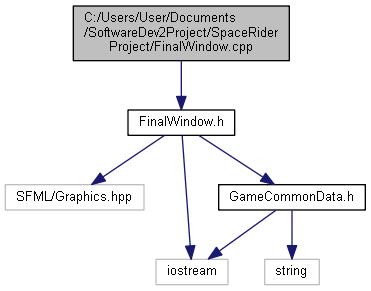 C:/Users/User/Documents
/SoftwareDev2Project/SpaceRider
Project/FinalWindow.cpp
FinalWindow.h
SFML/Graphics.hpp
GameCommonData.h
iostream
string